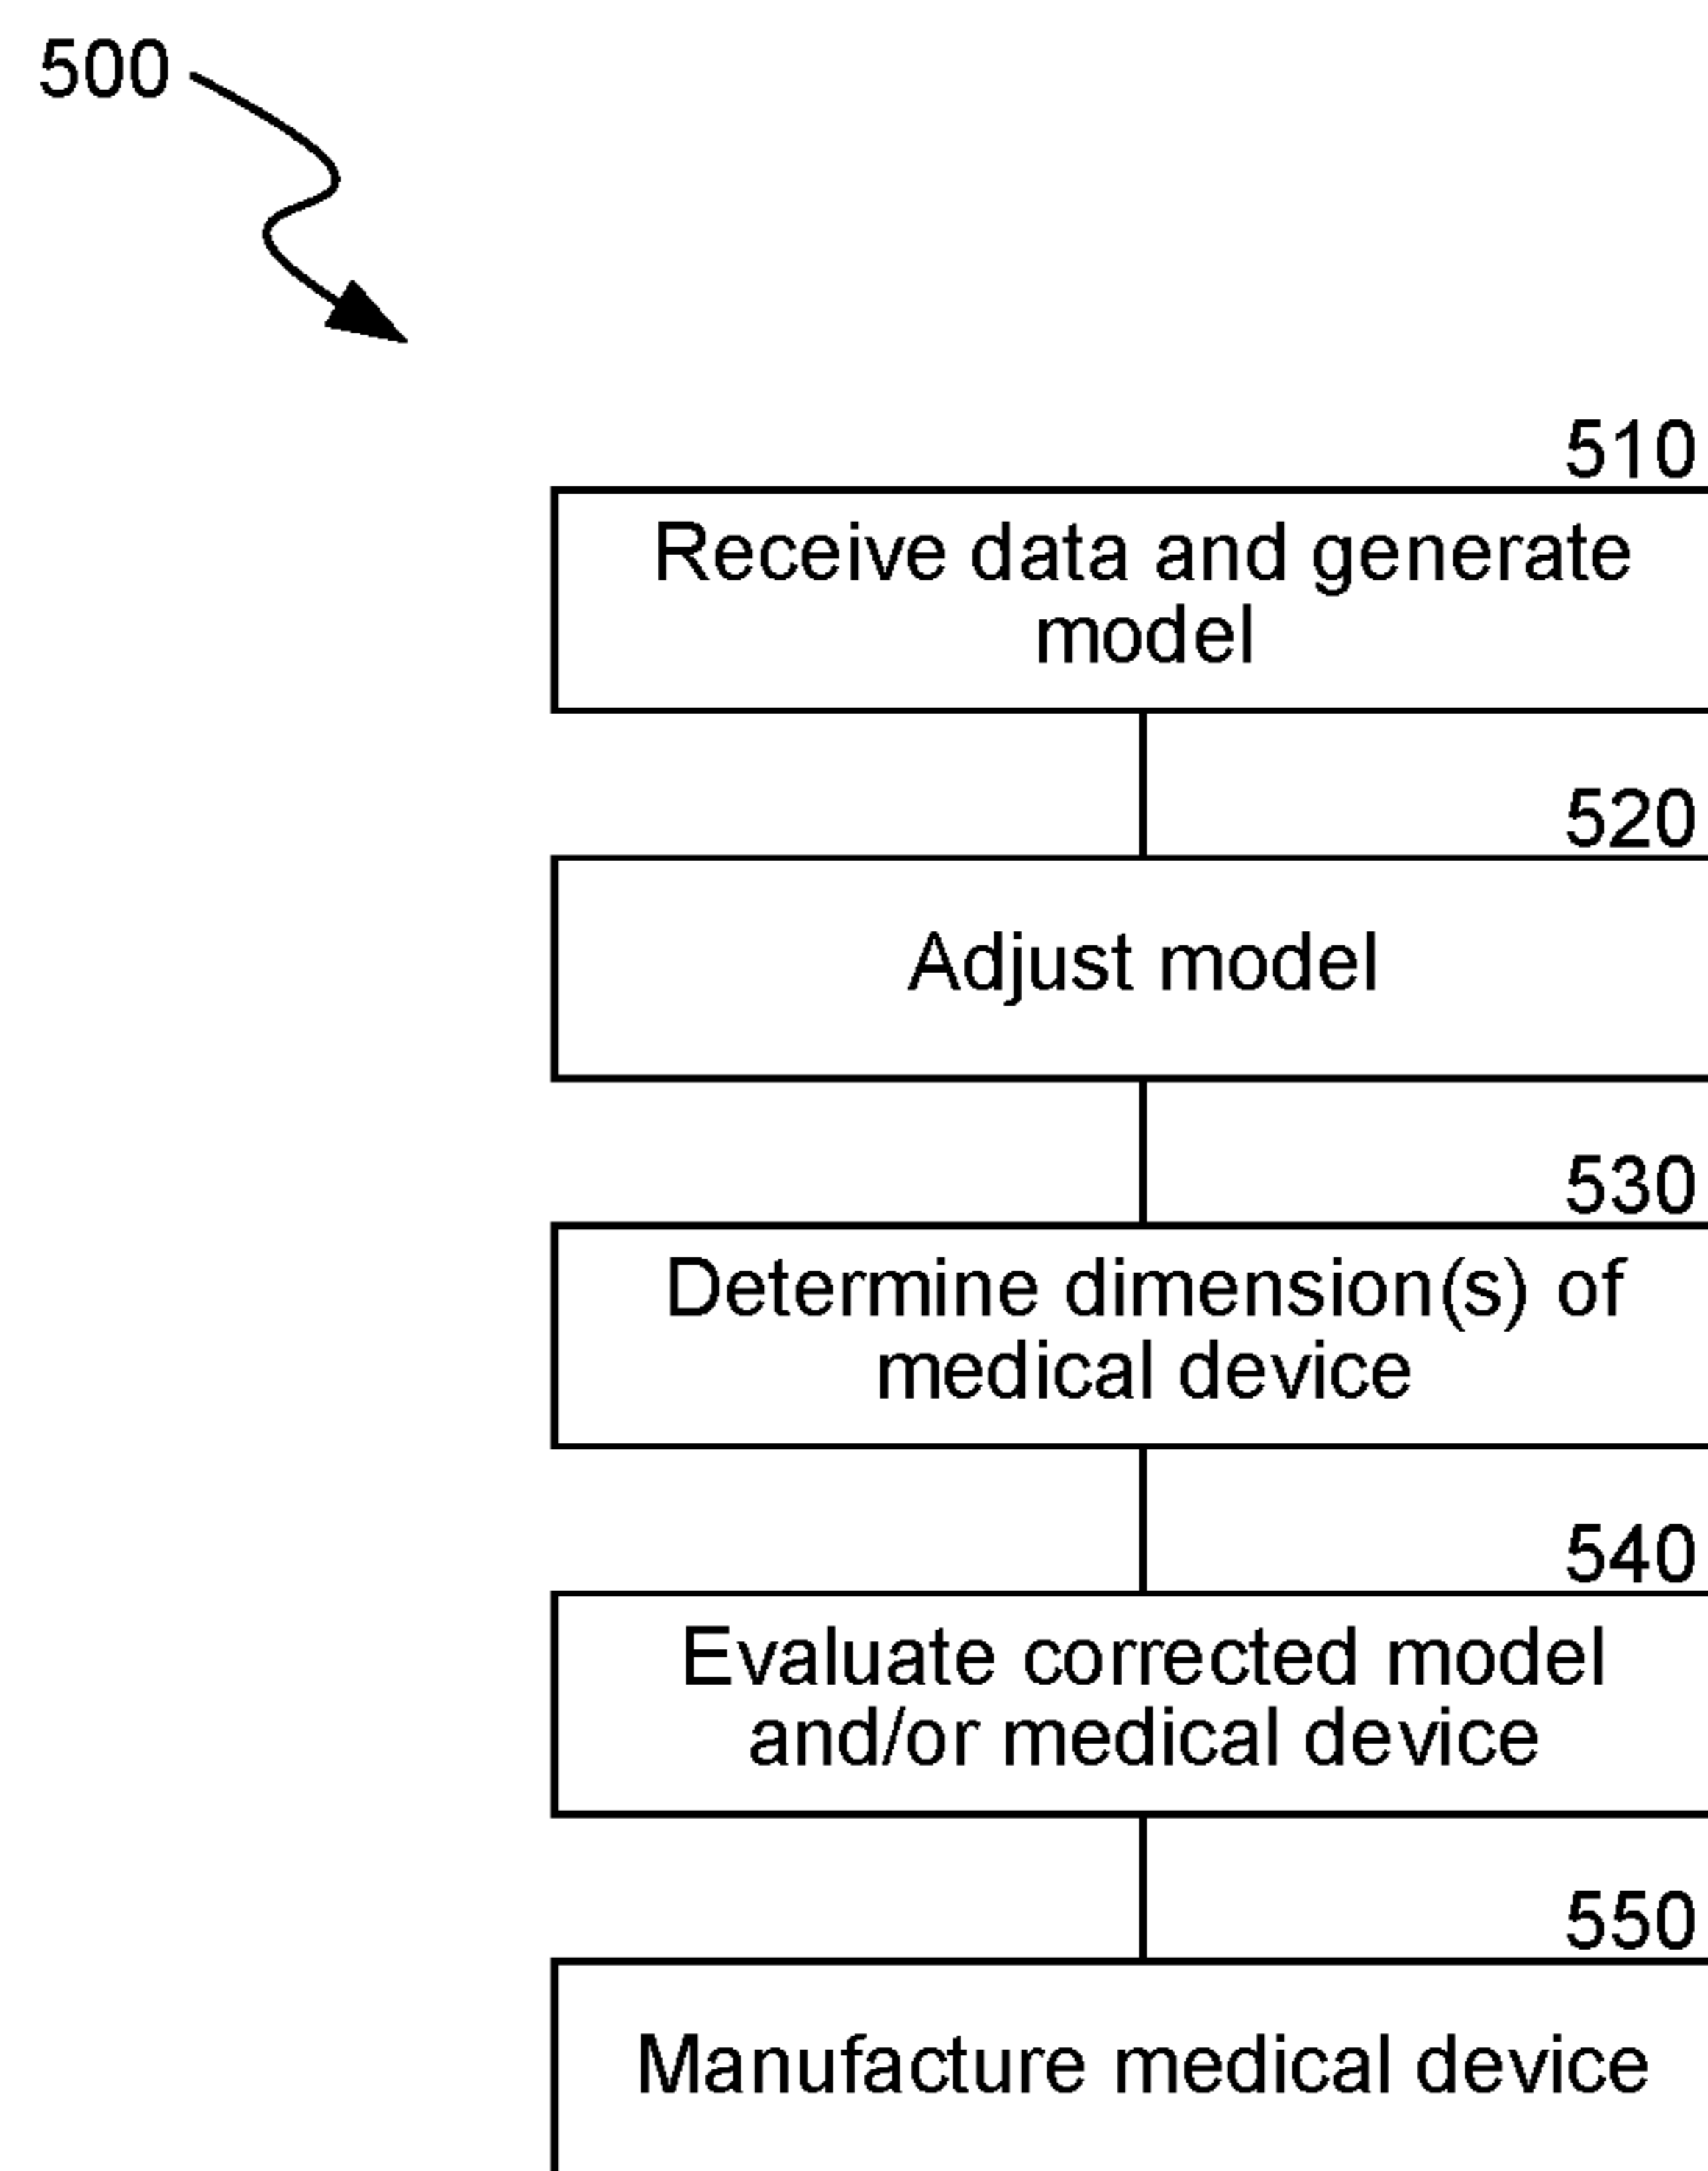 500
510
Receive data and generate
model
520
Adjust model
530
Determine dimension(s) of
medical device
540
Evaluate corrected model
and/or medical device
550
Manufacture medical device